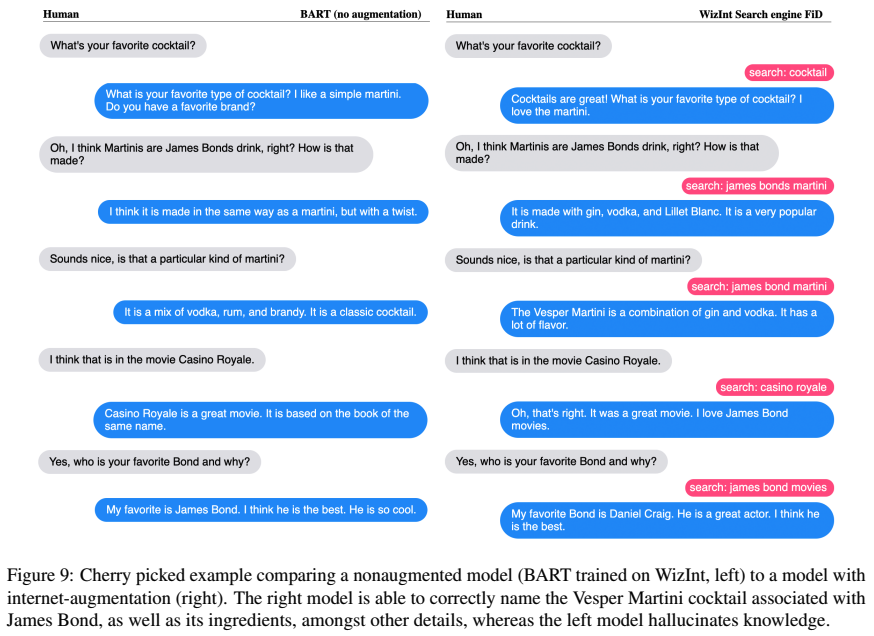 Human
BART (no augmentation)
What's your favorite cocktail?
What is your favorite type of cocktail? I like a simple martini.
Do you have a favorite brand?
Oh, I think Martinis are James Bonds drink, right? How is that
made?
I think it is made in the same way as a martini, but with a twist.
Sounds nice, is that a particular kind of martini?
It is a mix of vodka, rum, and brandy. It is a classic cocktail.
I think that is in the movie Casino Royale.
Casino Royale is a great movie. It is based on the book of the
same name.
Yes, who is your favorite Bond and why?
My favorite is James Bond. I think he is the best. He is so cool.
Human
WizInt Search engine FiD
What's your favorite cocktail?
search: cocktail
Cocktails are great! What is your favorite type of cocktail? I
love the martini.
Oh, I think Martinis are James Bonds drink, right? How is that
made?
search: james bonds martini
It is made with gin, vodka, and Lillet Blanc. It is a very popular
drink.
Sounds nice, is that a particular kind of martini?
search: james bond martini
The Vesper Martini is a combination of gin and vodka. It has a
lot of flavor.
I think that is in the movie Casino Royale.
search: casino royale
Oh, that's right. It was a great movie. I love James Bond
movies.
Yes, who is your favorite Bond and why?
search: james bond movies
My favorite Bond is Daniel Craig. He is a great actor. I think he
is the best.
Figure 9: Cherry picked example comparing a nonaugmented model (BART trained on WizInt, left) to a model with
internet-augmentation (right). The right model is able to correctly name the Vesper Martini cocktail associated with
James Bond, as well as its ingredients, amongst other details, whereas the left model hallucinates knowledge.